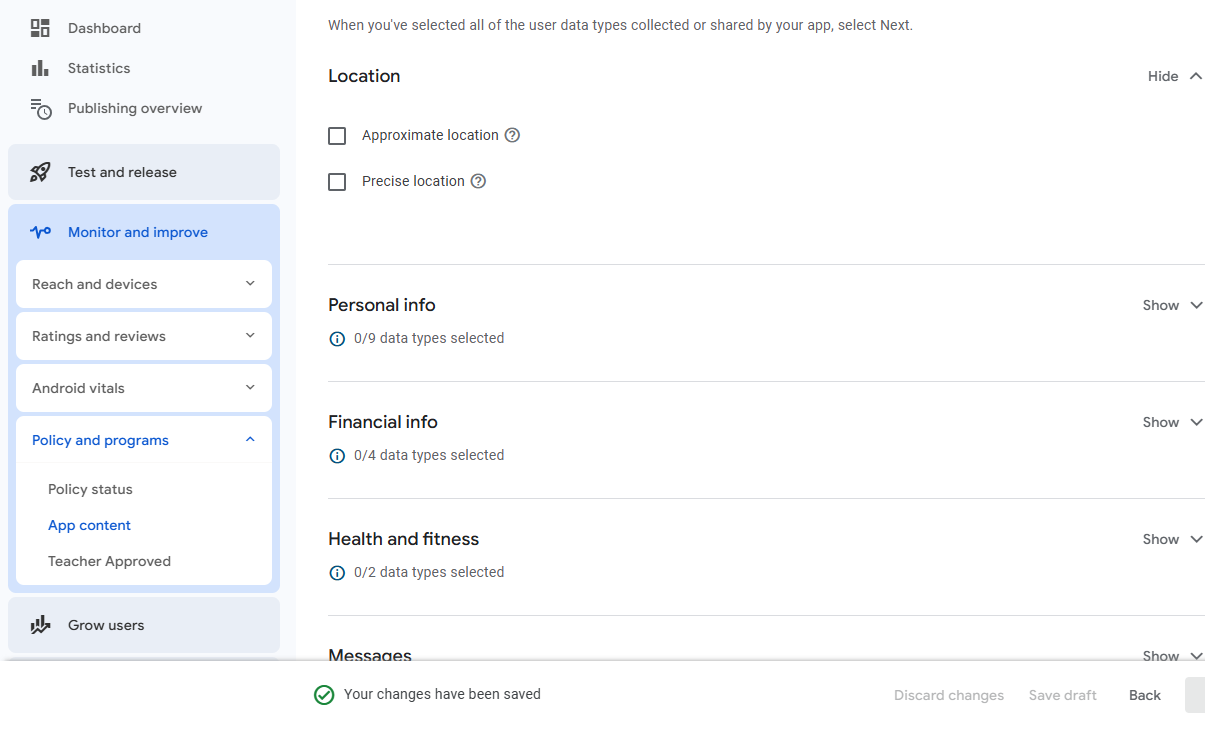 Dashboard
Statistics
Publishing overview
Test and release
Monitor and improve
Reach and devices
Ratings and reviews
Android vitals
Policy and programs
Policy status
App content
Teacher Approved
Grow users
When you've selected all of the user data types collected or shared by your app, select Next.
Location
Hide
Approximate location
Precise location
Personal info
Show
0/9 data types selected
Financial info
Show
0/4 data types selected
Health and fitness
Show
0/2 data types selected
Messages
Show
Your changes have been saved
Discard changes
Save draft
Back